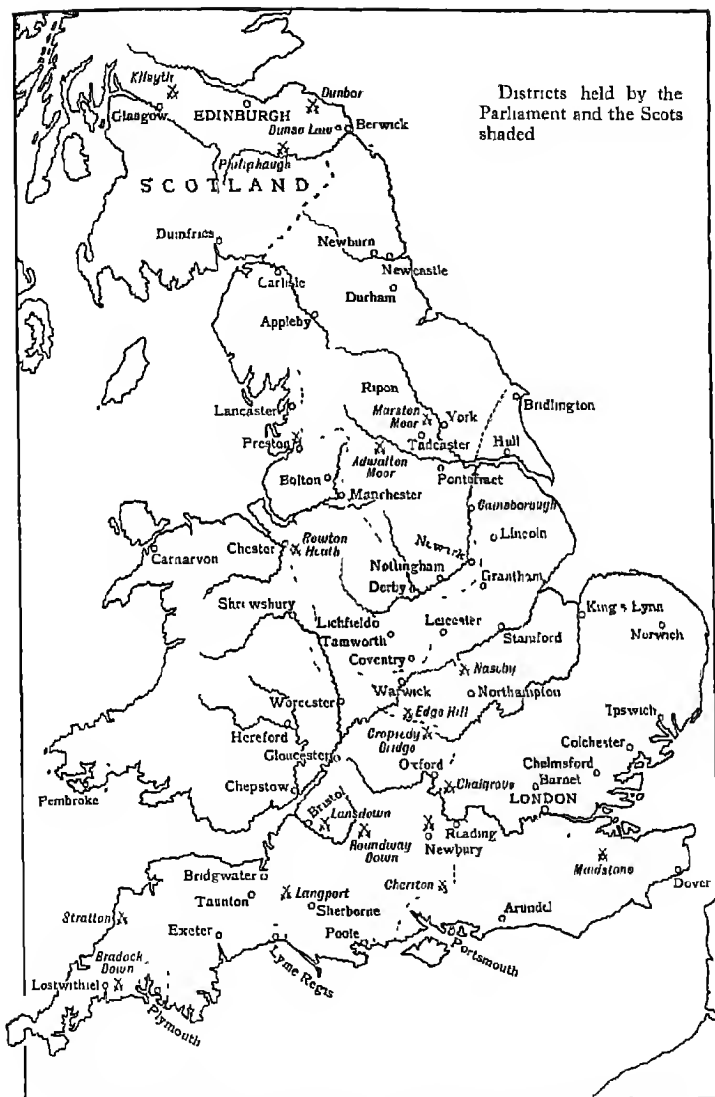 Districts held by the
Parliament and the Scots
shaded
Kilsyth
Glasgow
EDINBURGH
Dunbar
Dunse Law
Berwick
Philiphaugh
SCOTLAND
Dumfries
Newburn
Newcastle
Carlisle
Durham
Appleby
Ripon
Lancaster
Marston
Moor
York
Bridlington
Tadcaster
Hull
Preston
Adwalton
Moor
Pontefract
Bolton
Manchester
Gainsborough
Lincoln
Newark
Carnarvon
Chester
Rowton
Heath
Nottingham
Derby
Grantham
Shrewsbury
Lichfield
Tamworth
Leicester
Stamford
King's Lynn
Norwich
Coventry
Naseby
Warwick
Northampton
Worcester
Edge Hill
Ipswich
Hereford
Cropredy
Bridge
Colchester
Gloucester
Oxford
Chelmsford
Chalgrove
Barnet
Pembroke
Chepstow
LONDON
Bristol
Lansdown
Roundway
Down
Reading
Newbury
Maidstone
Dover
Bridgwater
Taunton
Langport
Cheriton
Sherborne
Arundel
Stratton
Exeter
Poole
Portsmouth
Bradock
Down
Lyme Regis
Lostwithiel
Plymouth